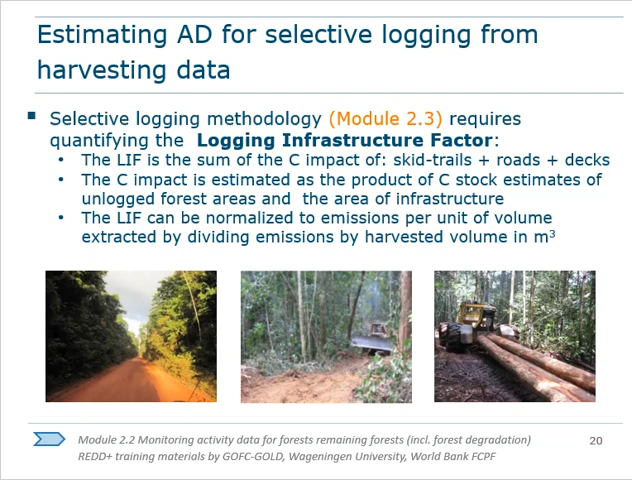 Estimating AD for selective logging from
harvesting data
▪ Selective logging methodology (Module 2.3) requires
quantifying the Logging Infrastructure Factor:
• The LIF is the sum of the C impact of: skid-trails + roads + decks
• The C impact is estimated as the product of C stock estimates of
unlogged forest areas and the area of infrastructure
• The LIF can be normalized to emissions per unit of volume
extracted by dividing emissions by harvested volume in m³
Module 2.2 Monitoring activity data for forests remaining forests (incl. forest degradation)
20
REDD+ training materials by GOFC-GOLD, Wageningen University, World Bank FCPF